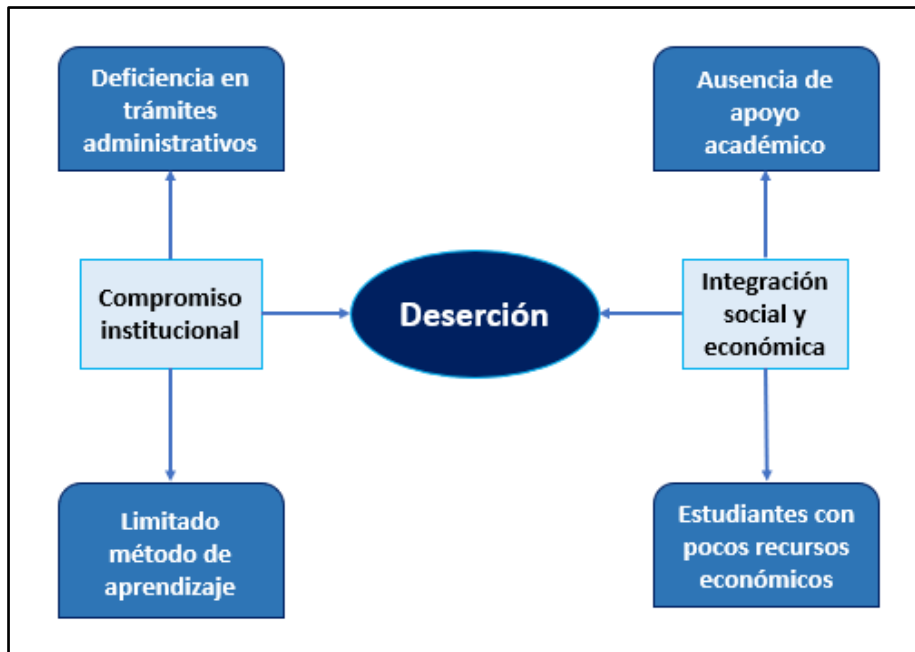 Deficiencia en
trámites
administrativos
Ausencia de
apoyo
académico
Compromiso
institucional
Deserción
Integración
social y
económica
Limitado
método de
aprendizaje
Estudiantes con
pocos recursos
económicos